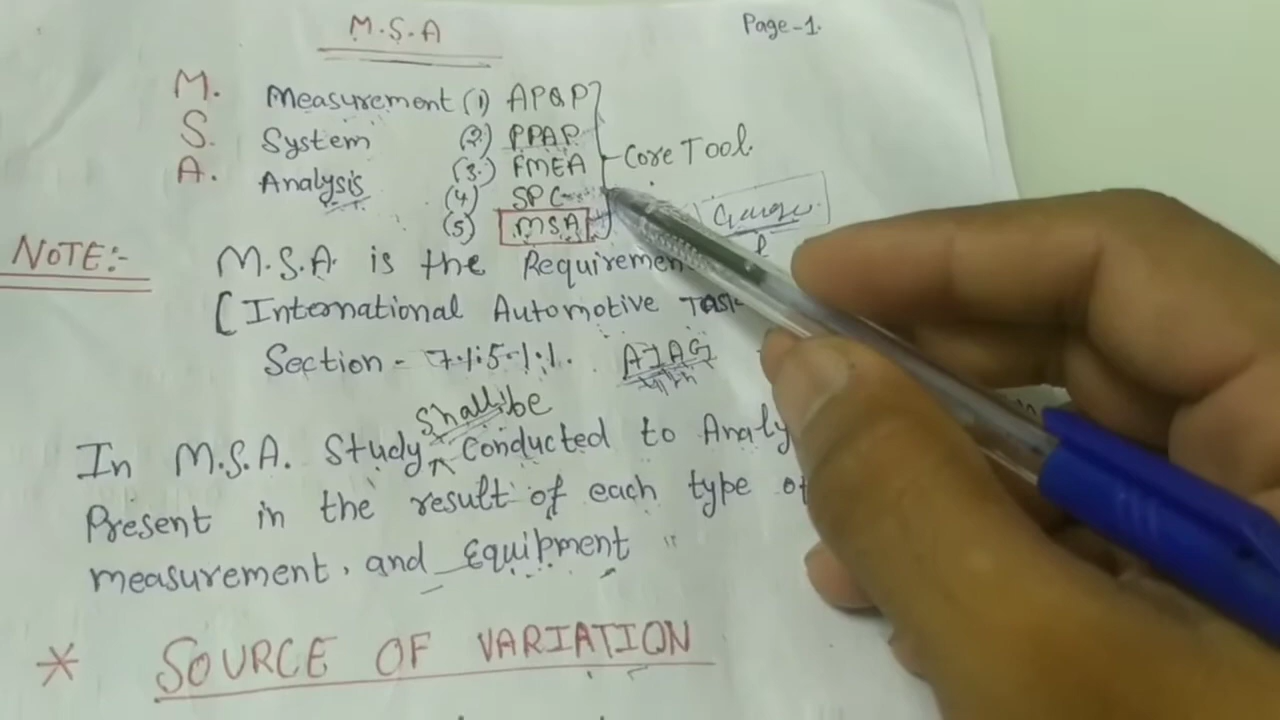 M.S.A
Page-1.
M. Measurement (1) APQP
S. System (2) PPAP
A. Analysis (3.) FMEA
Core Tool
(4) SPC
(5) MSA
NOTE:- M.S.A. is the Requiremen
[International Automotive Task
Section - 7.1.5.1.1. AIAG
Shall be
In M.S.A. Study Conducted to Analy
Present in the result of each type of
measurement, and Equipment "
* SOURCE OF VARIATION